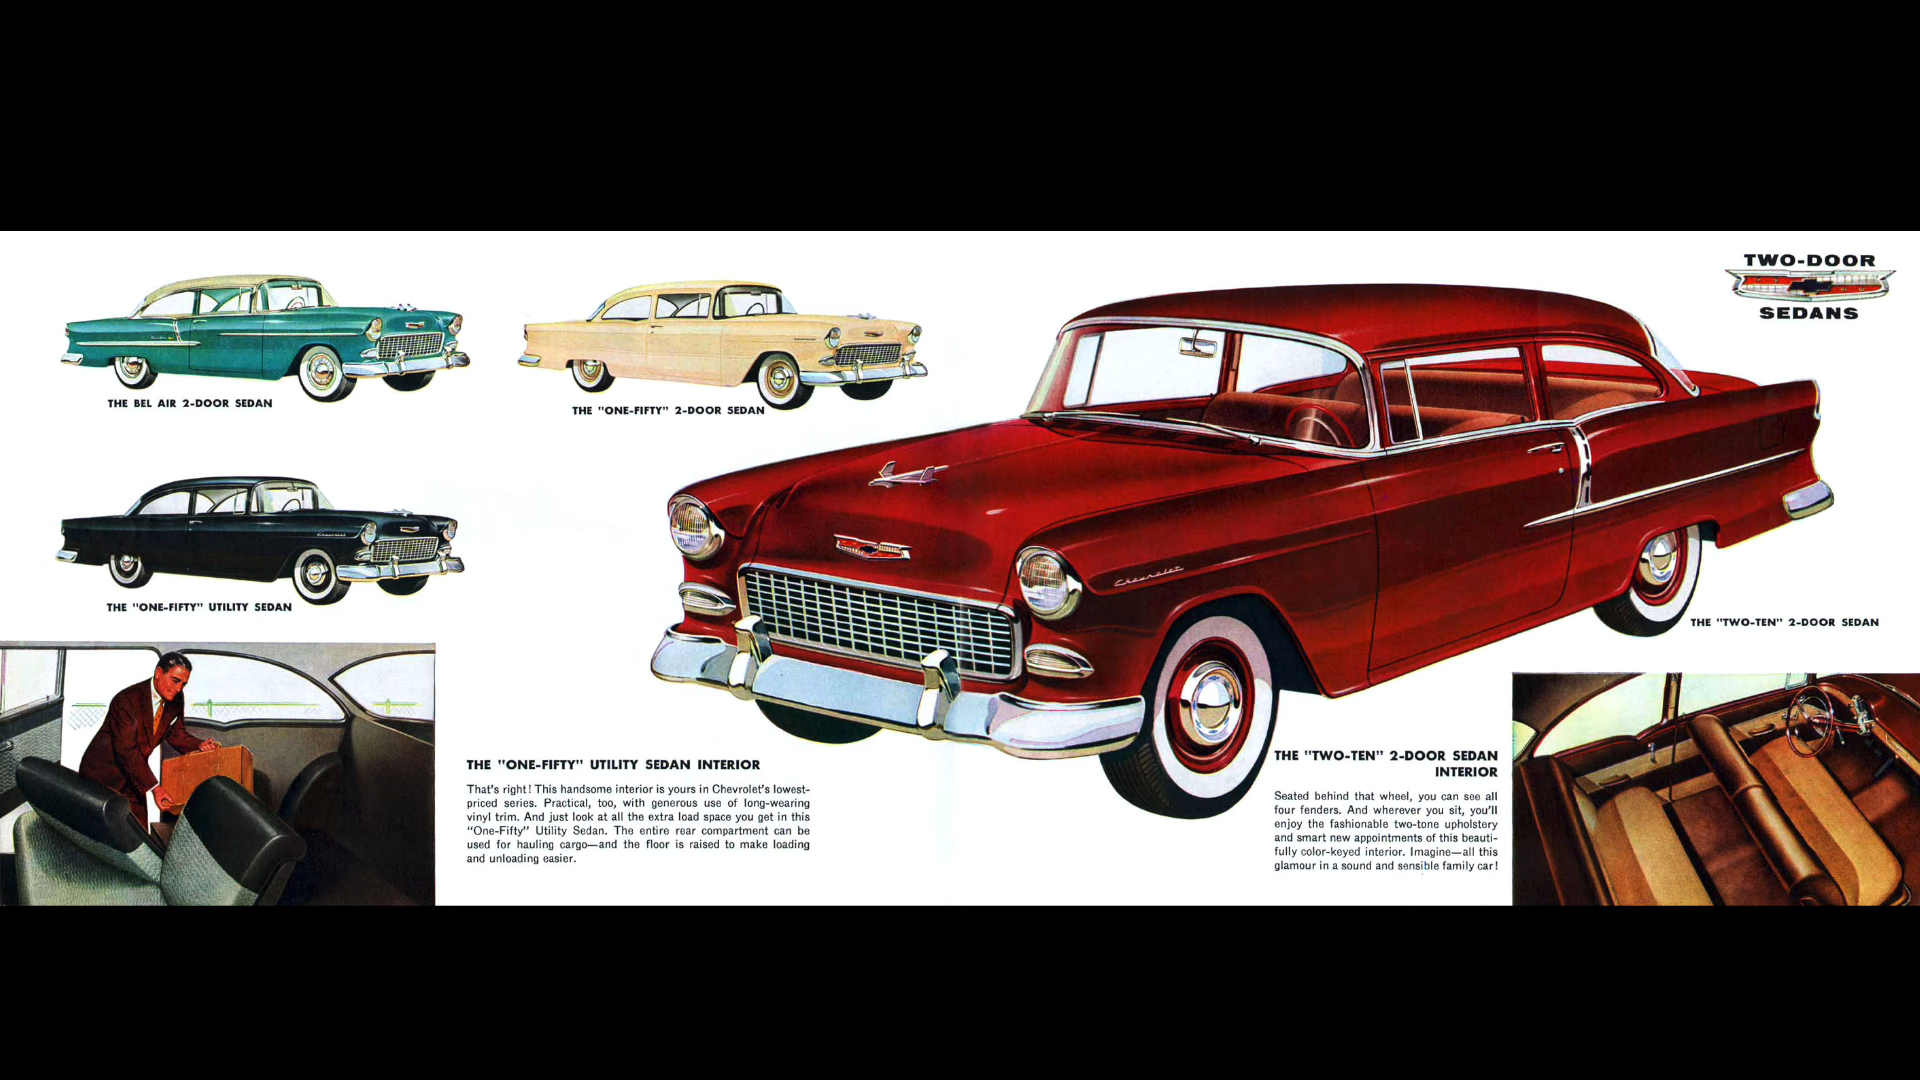 TWO-DOOR
SEDANS
THE BEL AIR 2-DOOR SEDAN
THE "ONE-FIFTY" 2-DOOR SEDAN
THE "ONE-FIFTY" UTILITY SEDAN
Chevrolet
THE "TWO-TEN" 2-DOOR SEDAN
THE "ONE-FIFTY" UTILITY SEDAN INTERIOR
That's right! This handsome interior is yours in Chevrolet's lowest-
priced series. Practical, too, with generous use of long-wearing
vinyl trim. And just look at all the extra load space you get in this
"One-Fifty" Utility Sedan. The entire rear compartment can be
used for hauling cargo—and the floor is raised to make loading
and unloading easier.
THE "TWO-TEN" 2-DOOR SEDAN
INTERIOR
Seated behind that wheel, you can see all
four fenders. And wherever you sit, you'll
enjoy the fashionable two-tone upholstery
and smart new appointments of this beauti-
fully color-keyed interior. Imagine—all this
glamour in a sound and sensible family car!